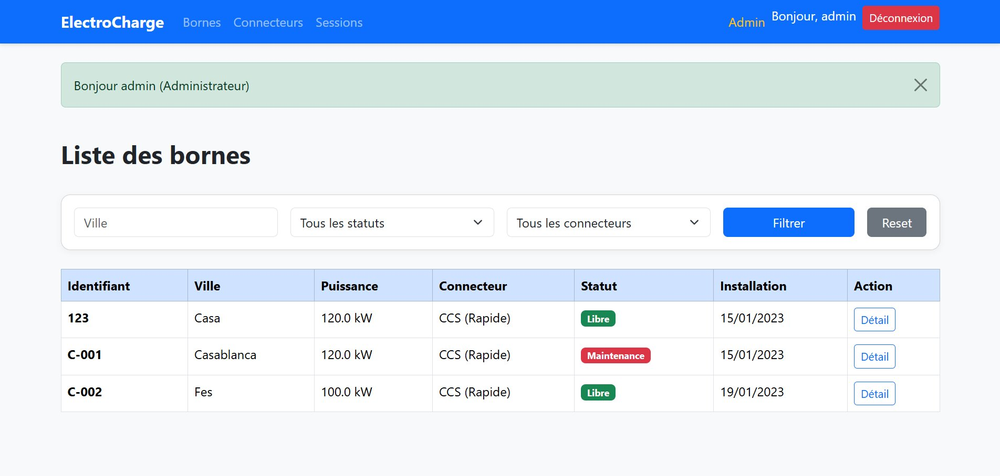 ElectroCharge Bornes Connecteurs Sessions Admin Bonjour, admin Déconnexion
Bonjour admin (Administrateur)
Liste des bornes
Ville Tous les statuts Tous les connecteurs Filtrer Reset
Identifiant Ville Puissance Connecteur Statut Installation Action
123 Casa 120.0 kW CCS (Rapide) Libre 15/01/2023 Détail
C-001 Casablanca 120.0 kW CCS (Rapide) Maintenance 15/01/2023 Détail
C-002 Fes 100.0 kW CCS (Rapide) Libre 19/01/2023 Détail